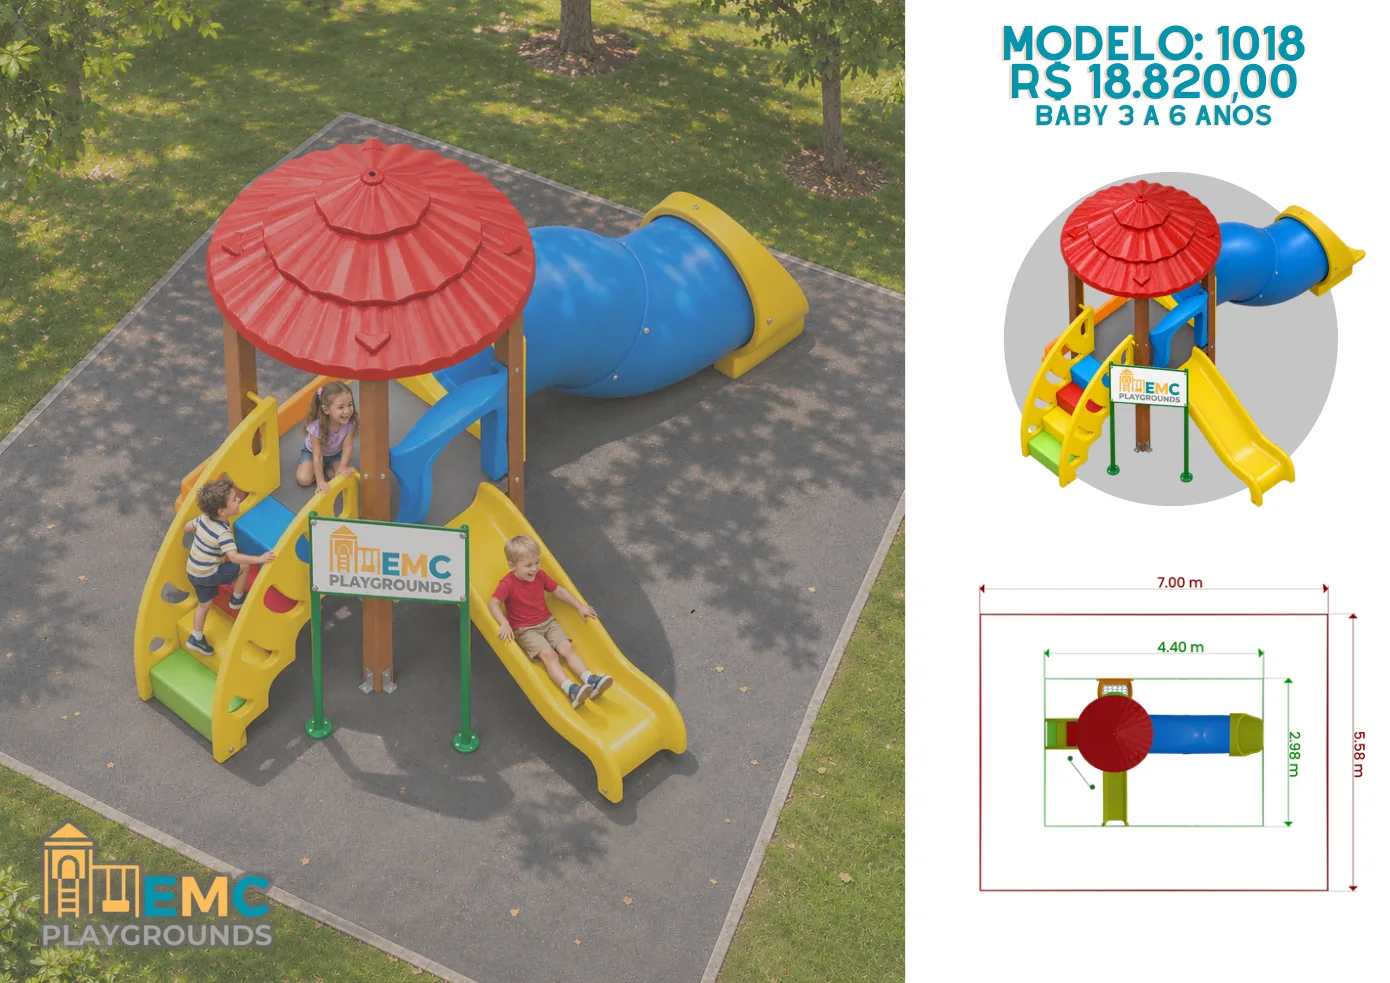 MODELO: 1018
R$ 18.820,00
BABY 3 A 6 ANOS
EMC
PLAYGROUNDS
EMC
PLAYGROUNDS
EMC
PLAYGROUNDS
7.00 m
4.40 m
2.98 m
5.58 m